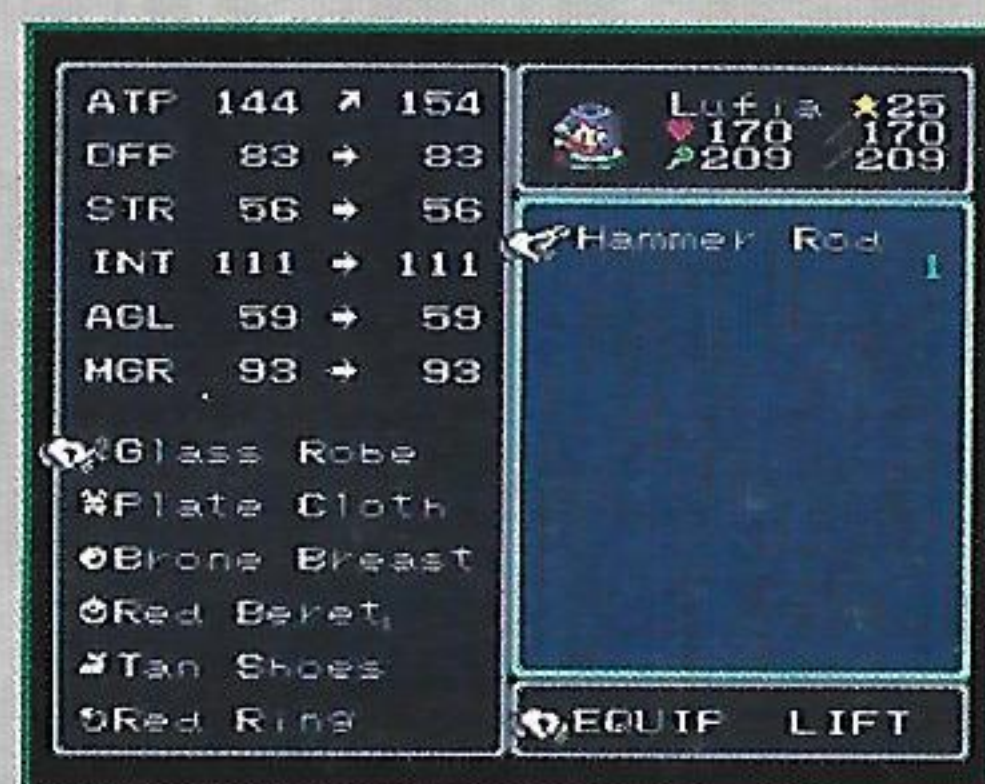 ATP 144 ↗ 154
DFP 83 → 83
STR 56 → 56
INT 111 → 111
AGL 59 → 59
MGR 93 → 93
Glass Robe
Plate Cloth
Brone Breast
Red Beret
Tan Shoes
Red Ring
Lufia ★25
170 / 170
209 / 209
Hammer Rod
1
EQUIP LIFT